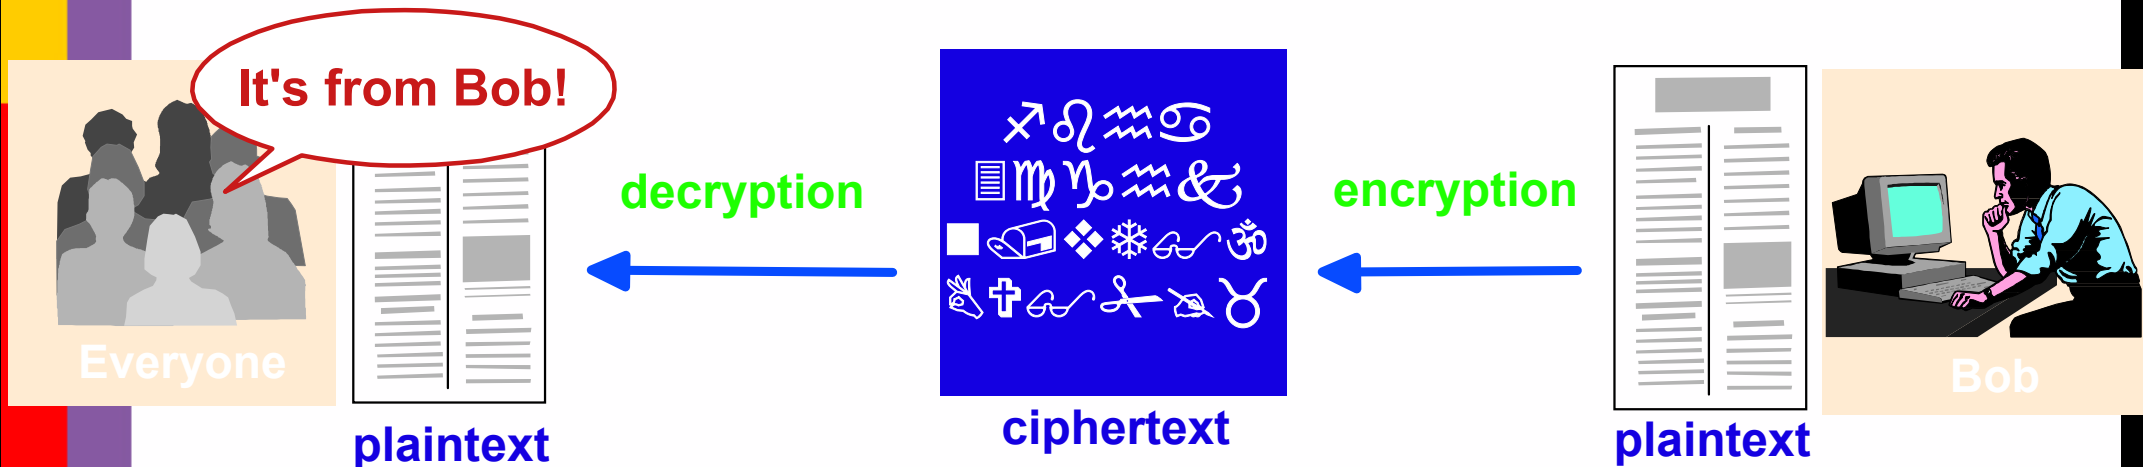 It's from Bob!
decryption
encryption
Everyone
Bob
plaintext
ciphertext
plaintext